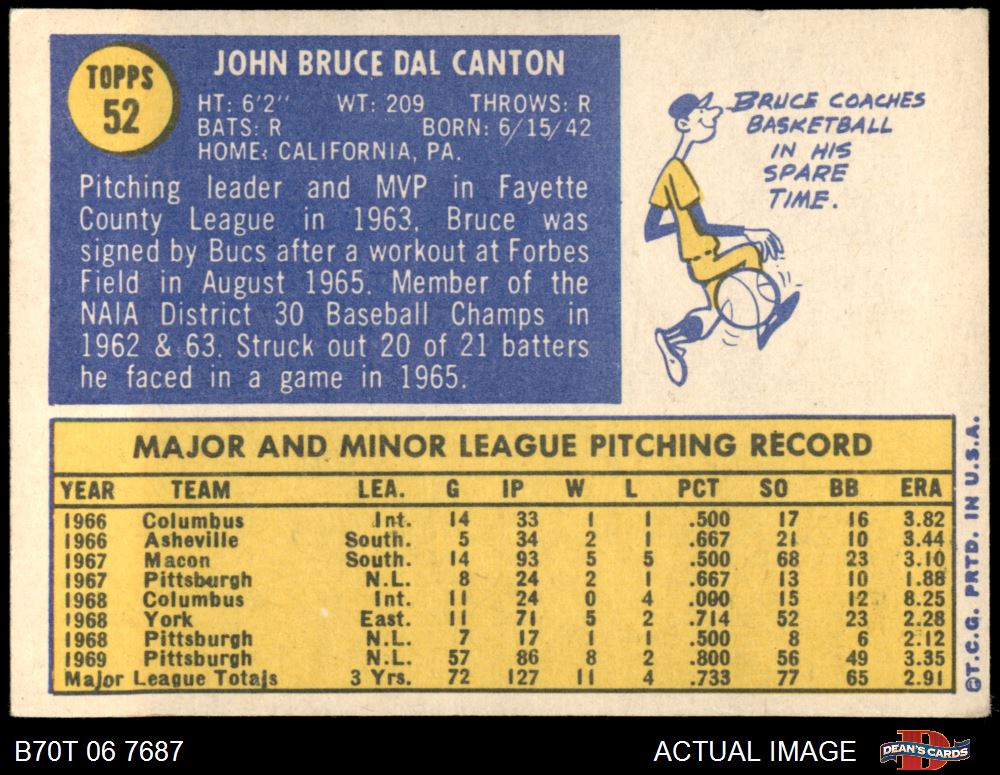 TOPPS
52
JOHN BRUCE DAL CANTON
HT: 6'2" WT: 209 THROWS: R
BATS: R BORN: 6/15/42
HOME: CALIFORNIA, PA.
Pitching leader and MVP in Fayette
County League in 1963, Bruce was
signed by Bucs after a workout at Forbes
Field in August 1965. Member of the
NAIA District 30 Baseball Champs in
1962 & 63. Struck out 20 of 21 batters
he faced in a game in 1965.
BRUCE COACHES
BASKETBALL
IN HIS
SPARE
TIME.
MAJOR AND MINOR LEAGUE PITCHING RECORD
YEAR TEAM LEA. G IP W L PCT SO BB ERA
1966 Columbus Int. 14 33 1 1 .500 17 16 3.82
1966 Asheville South. 5 34 2 1 .667 21 10 3.44
1967 Macon South. 14 93 5 5 .500 68 23 3.10
1967 Pittsburgh N.L. 8 24 2 1 .667 13 10 1.88
1968 Columbus Int. 11 24 0 4 .000 15 12 8.25
1968 York East. 11 71 5 2 .714 52 23 2.28
1968 Pittsburgh N.L. 7 17 1 1 .500 8 6 2.12
1969 Pittsburgh N.L. 57 86 8 2 .800 56 49 3.35
Major League Totals 3 Yrs. 72 127 11 4 .733 77 65 2.91
©T.C.G. PRTD. IN U.S.A.
B70T 06 7687
ACTUAL IMAGE
D
DEAN'S CARDS